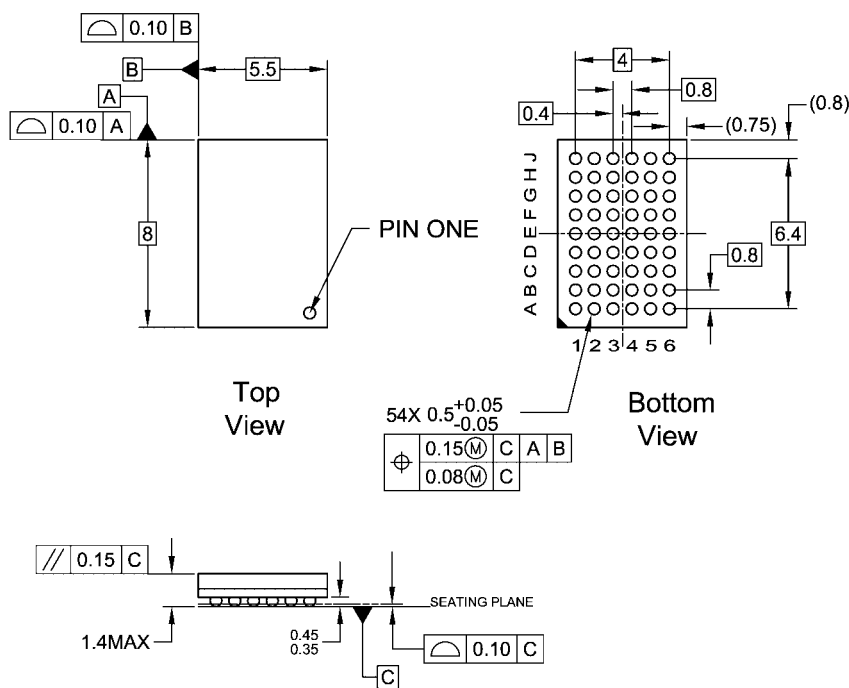 0.10 B
B
5.5
A
0.10 A
8
PIN ONE
Top
View
4
0.8
0.4
(0.75)
(0.8)
J
H
G
F
E
D
C
B
A
6.4
0.8
1 2 3 4 5 6
54X 0.5 +0.05
-0.05
⌖ 0.15Ⓜ C A B
0.08Ⓜ C
Bottom
View
// 0.15 C
1.4MAX
0.45
0.35
SEATING PLANE
0.10 C
C